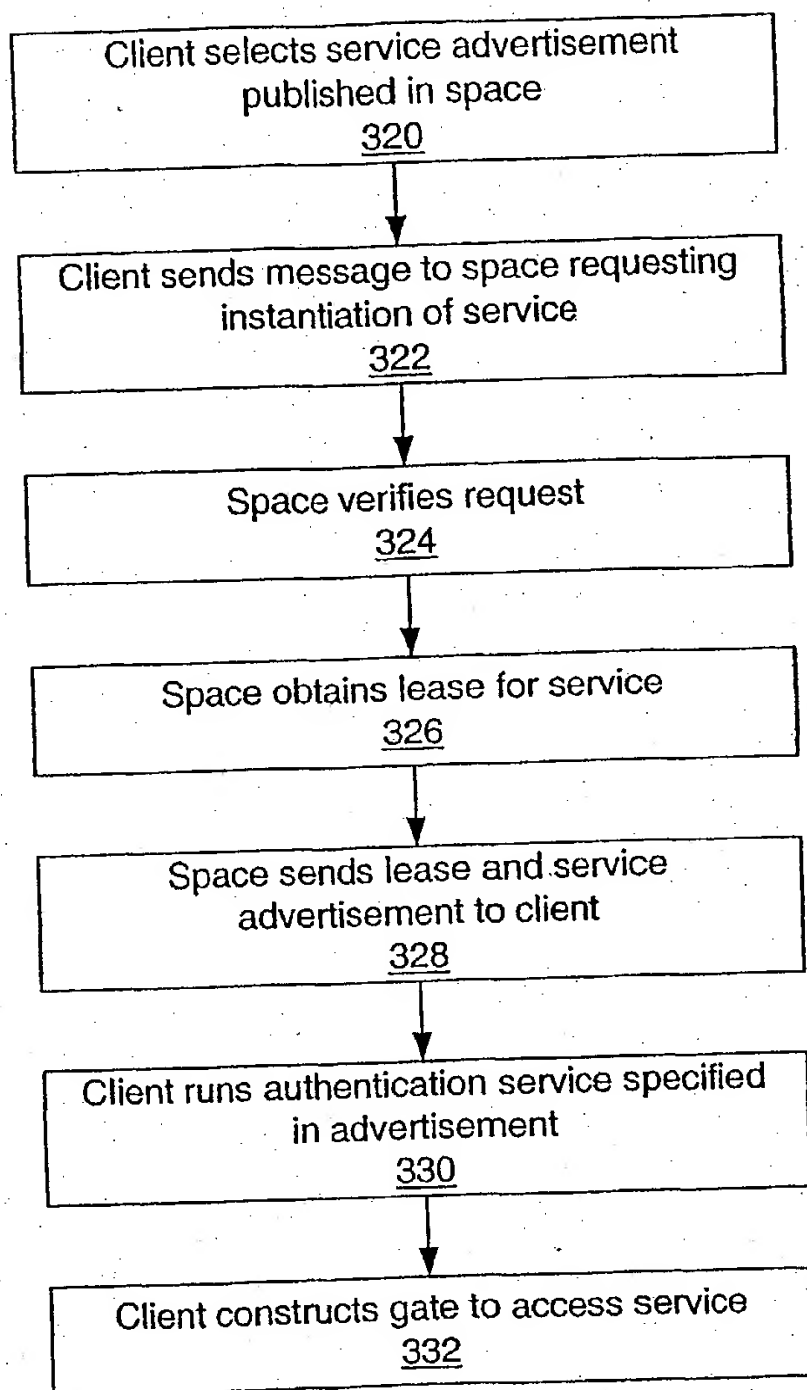 Client selects service advertisement
published in space
320
Client sends message to space requesting
instantiation of service
322
Space verifies request
324
Space obtains lease for service
326
Space sends lease and service
advertisement to client
328
Client runs authentication service specified
in advertisement
330
Client constructs gate to access service
332